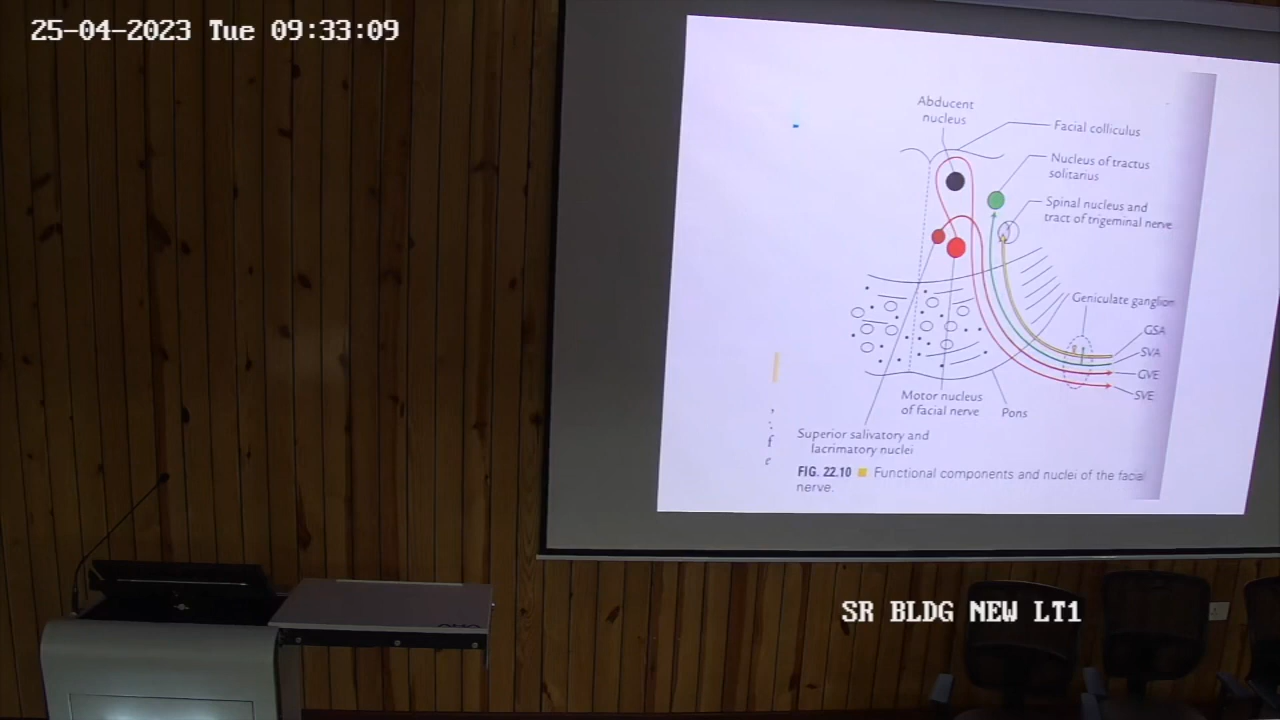 25-04-2023 Tue 09:33:09
Abducent
nucleus
Facial colliculus
Nucleus of tractus
solitarius
Spinal nucleus and
tract of trigeminal nerve
Geniculate ganglion
GSA
SVA
GVE
SVE
Motor nucleus
of facial nerve
Pons
Superior salivatory and
lacrimatory nuclei
,
f
e
FIG. 22.10 Functional components and nuclei of the facial
nerve.
SR BLDG NEW LT1